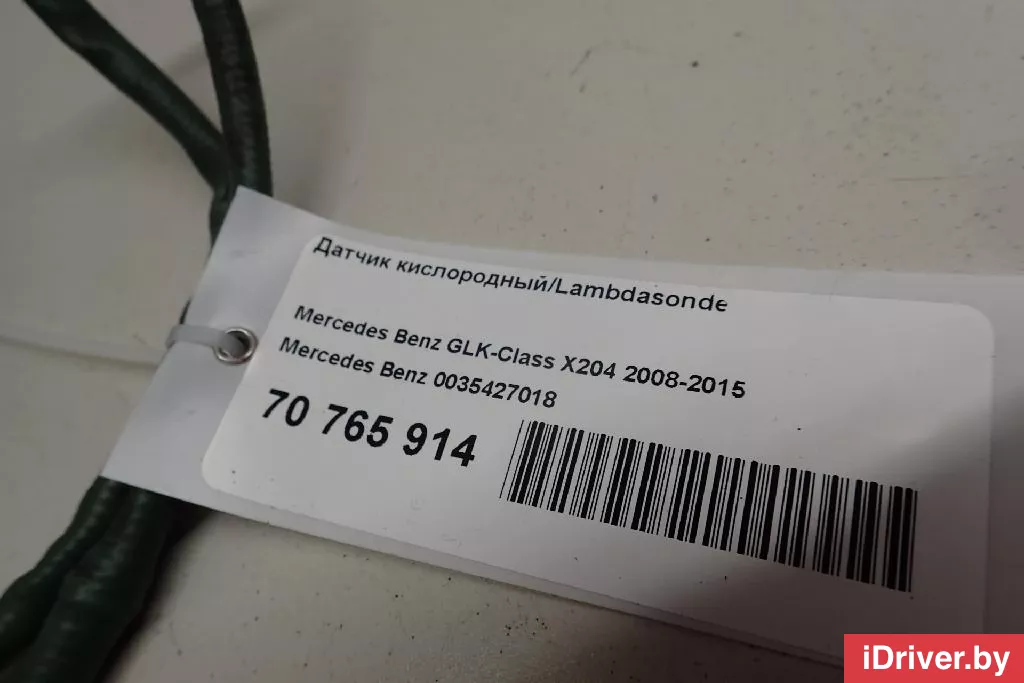 Датчик кислородный/Lambdasonde
Mercedes Benz GLK-Class X204 2008-2015
Mercedes Benz 0035427018
70 765 914
iDriver.by